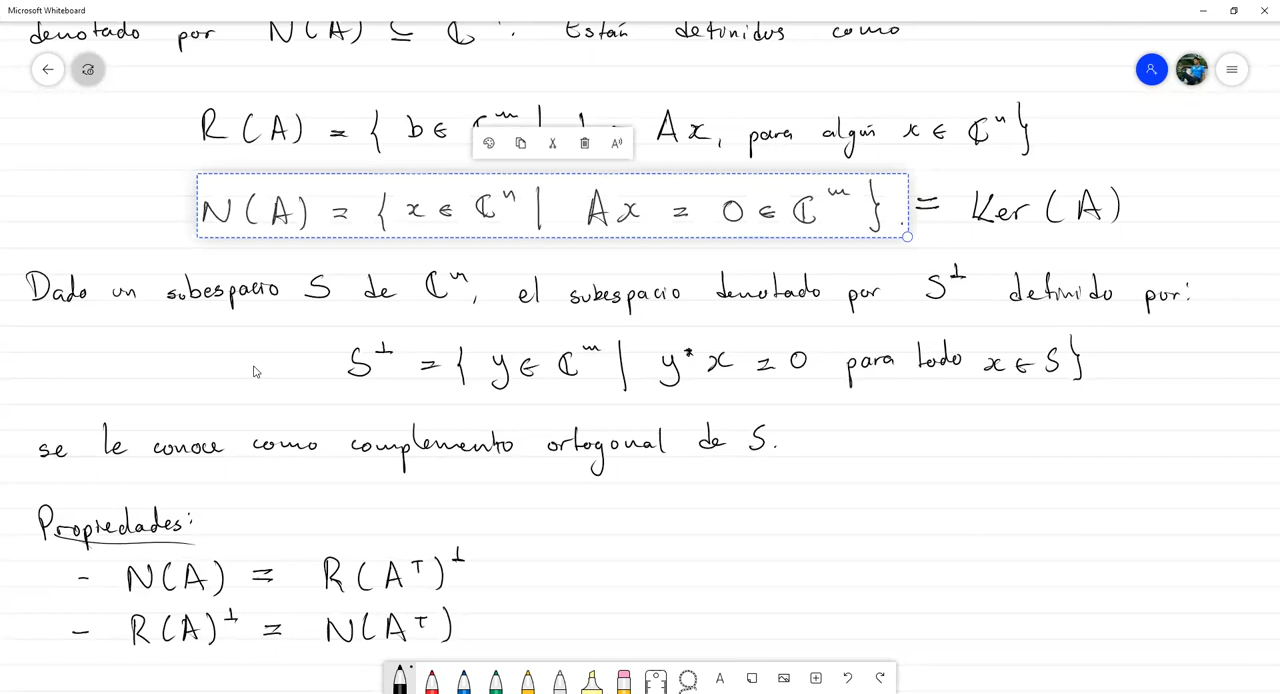 Microsoft Whiteboard
denotado por N(A) ⊆ ℂ . Están definidos como
R(A) = { b ∈ ℂᵐ | = Ax, para algún x ∈ ℂⁿ}
N(A) = { x ∈ ℂⁿ | Ax = 0 ∈ ℂᵐ }. = Ker(A)
Dado un subespacio S de ℂᵐ, el subespacio denotado por S^⊥ definido por:
S^⊥ = { y ∈ ℂᵐ | y*x = 0 para todo x ∈ S}
se le conoce como complemento ortogonal de S.
Propiedades:
- N(A) = R(Aᵀ)^⊥
- R(A)^⊥ = N(Aᵀ)